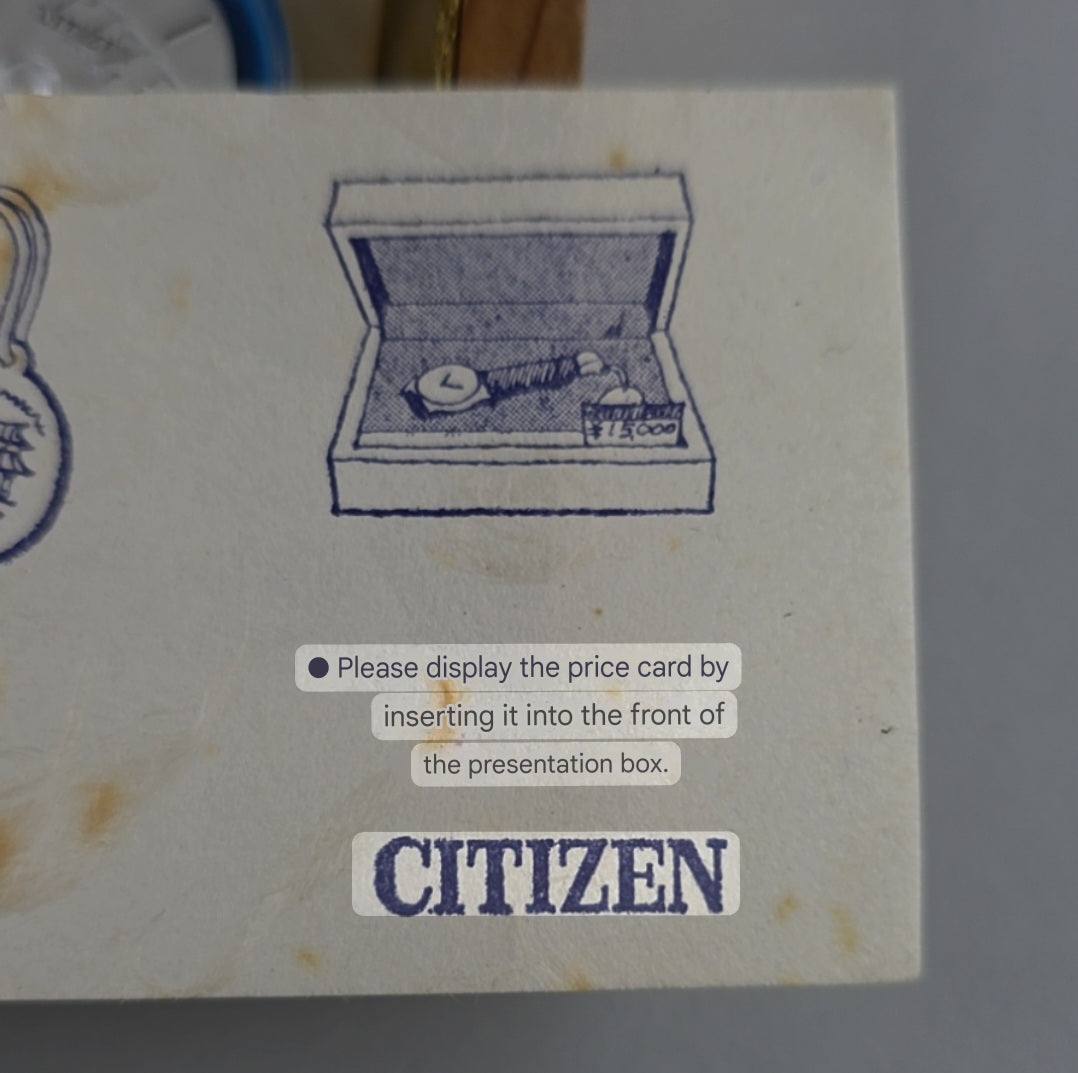 ¥15,000
● Please display the price card by
inserting it into the front of
the presentation box.
CITIZEN